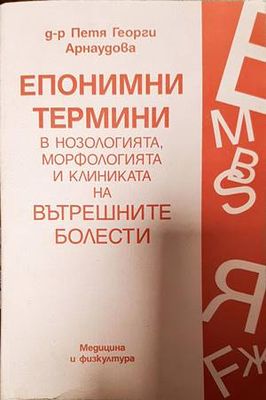 д-р Петя Георги
Арнаудова
ЕПОНИМНИ
ТЕРМИНИ
В НОЗОЛОГИЯТА,
МОРФОЛОГИЯТА
И КЛИНИКАТА
НА
ВЪТРЕШНИТЕ
БОЛЕСТИ
Медицина
и физкултура
E
M
B
S
Я
F
Ж